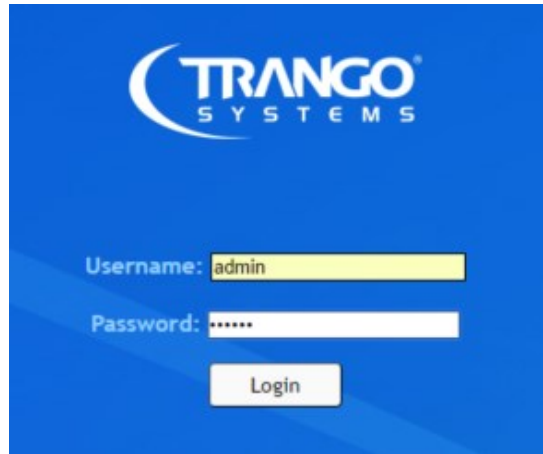 TRANGO®
SYSTEMS
Username: admin
Password: ••••••
Login